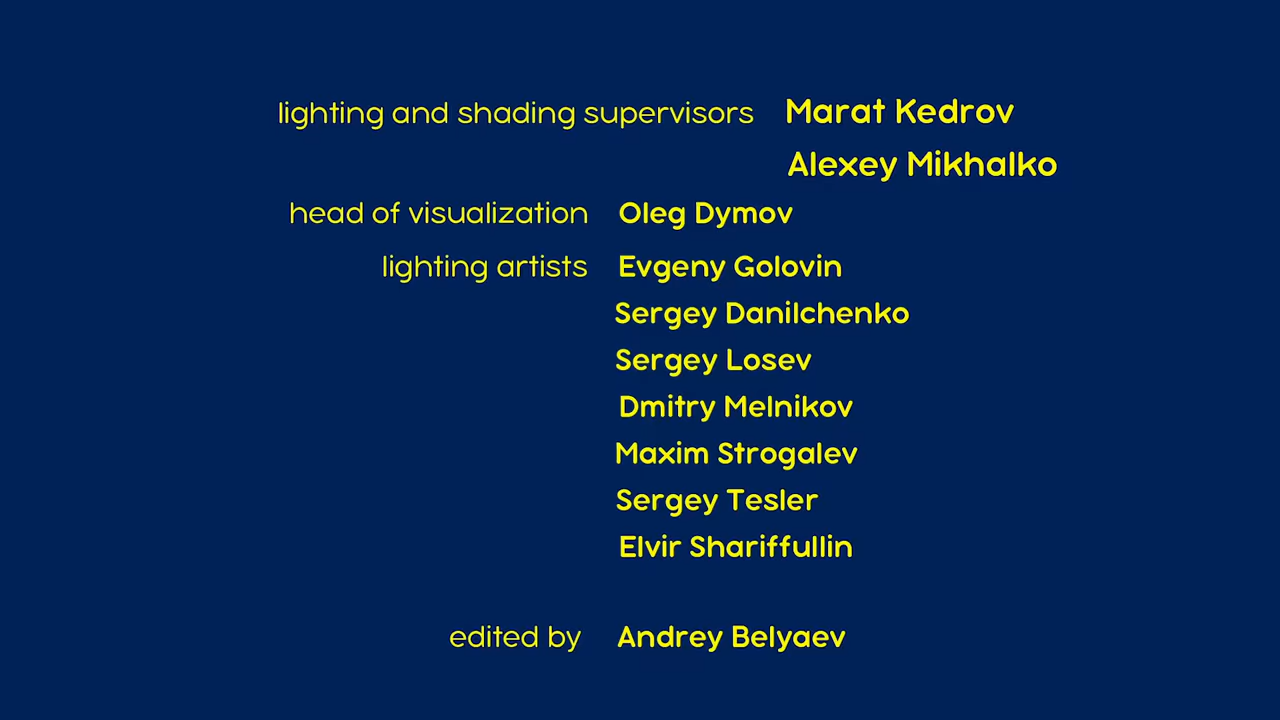 lighting and shading supervisors Marat Kedrov
Alexey Mikhalko
head of visualization Oleg Dymov
lighting artists Evgeny Golovin
Sergey Danilchenko
Sergey Losev
Dmitry Melnikov
Maxim Strogalev
Sergey Tesler
Elvir Shariffullin
edited by Andrey Belyaev